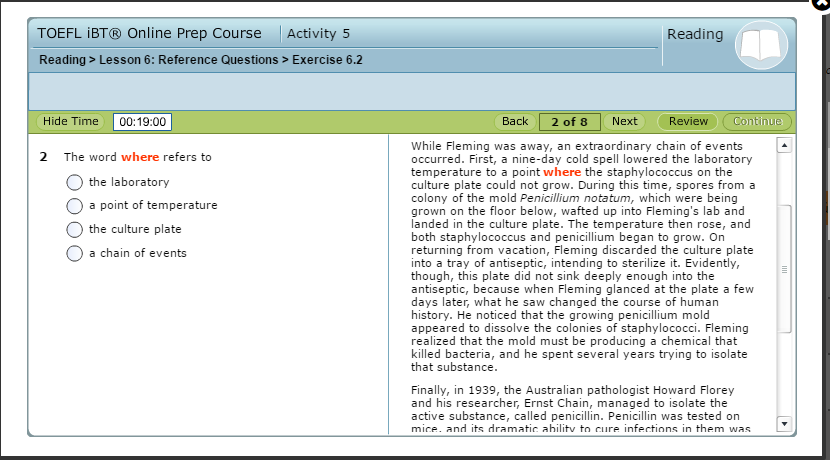 TOEFL iBT® Online Prep Course
Activity 5
Reading
Reading > Lesson 6: Reference Questions > Exercise 6.2
Hide Time
00:19:00
Back
2 of 8
Next
Review
Continue
2 The word where refers to
the laboratory
a point of temperature
the culture plate
a chain of events
While Fleming was away, an extraordinary chain of events
occurred. First, a nine-day cold spell lowered the laboratory
temperature to a point where the staphylococcus on the
culture plate could not grow. During this time, spores from a
colony of the mold Penicillium notatum, which were being
grown on the floor below, wafted up into Fleming's lab and
landed in the culture plate. The temperature then rose, and
both staphylococcus and penicillium began to grow. On
returning from vacation, Fleming discarded the culture plate
into a tray of antiseptic, intending to sterilize it. Evidently,
though, this plate did not sink deeply enough into the
antiseptic, because when Fleming glanced at the plate a few
days later, what he saw changed the course of human
history. He noticed that the growing penicillium mold
appeared to dissolve the colonies of staphylococci. Fleming
realized that the mold must be producing a chemical that
killed bacteria, and he spent several years trying to isolate
that substance.
Finally, in 1939, the Australian pathologist Howard Florey
and his researcher, Ernst Chain, managed to isolate the
active substance, called penicillin. Penicillin was tested on
mice, and its dramatic ability to cure infections in them was